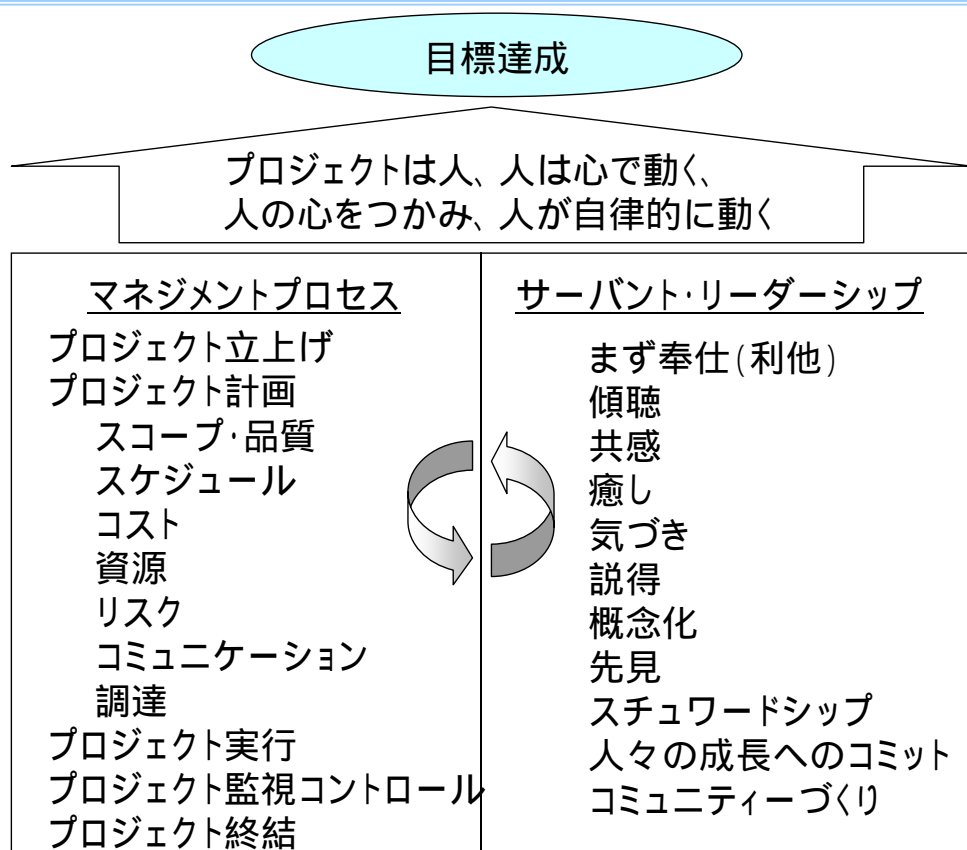 目標達成
プロジェクトは人、人は心で動く、
人の心をつかみ、人が自律的に動く
マネジメントプロセス
プロジェクト立上げ
プロジェクト計画
スコープ・品質
スケジュール
コスト
資源
リスク
コミュニケーション
調達
プロジェクト実行
プロジェクト監視コントロール
プロジェクト終結
サーバント・リーダーシップ
まず奉仕(利他)
傾聴
共感
癒し
気づき
説得
概念化
先見
スチュワードシップ
人々の成長へのコミット
コミュニティーづくり